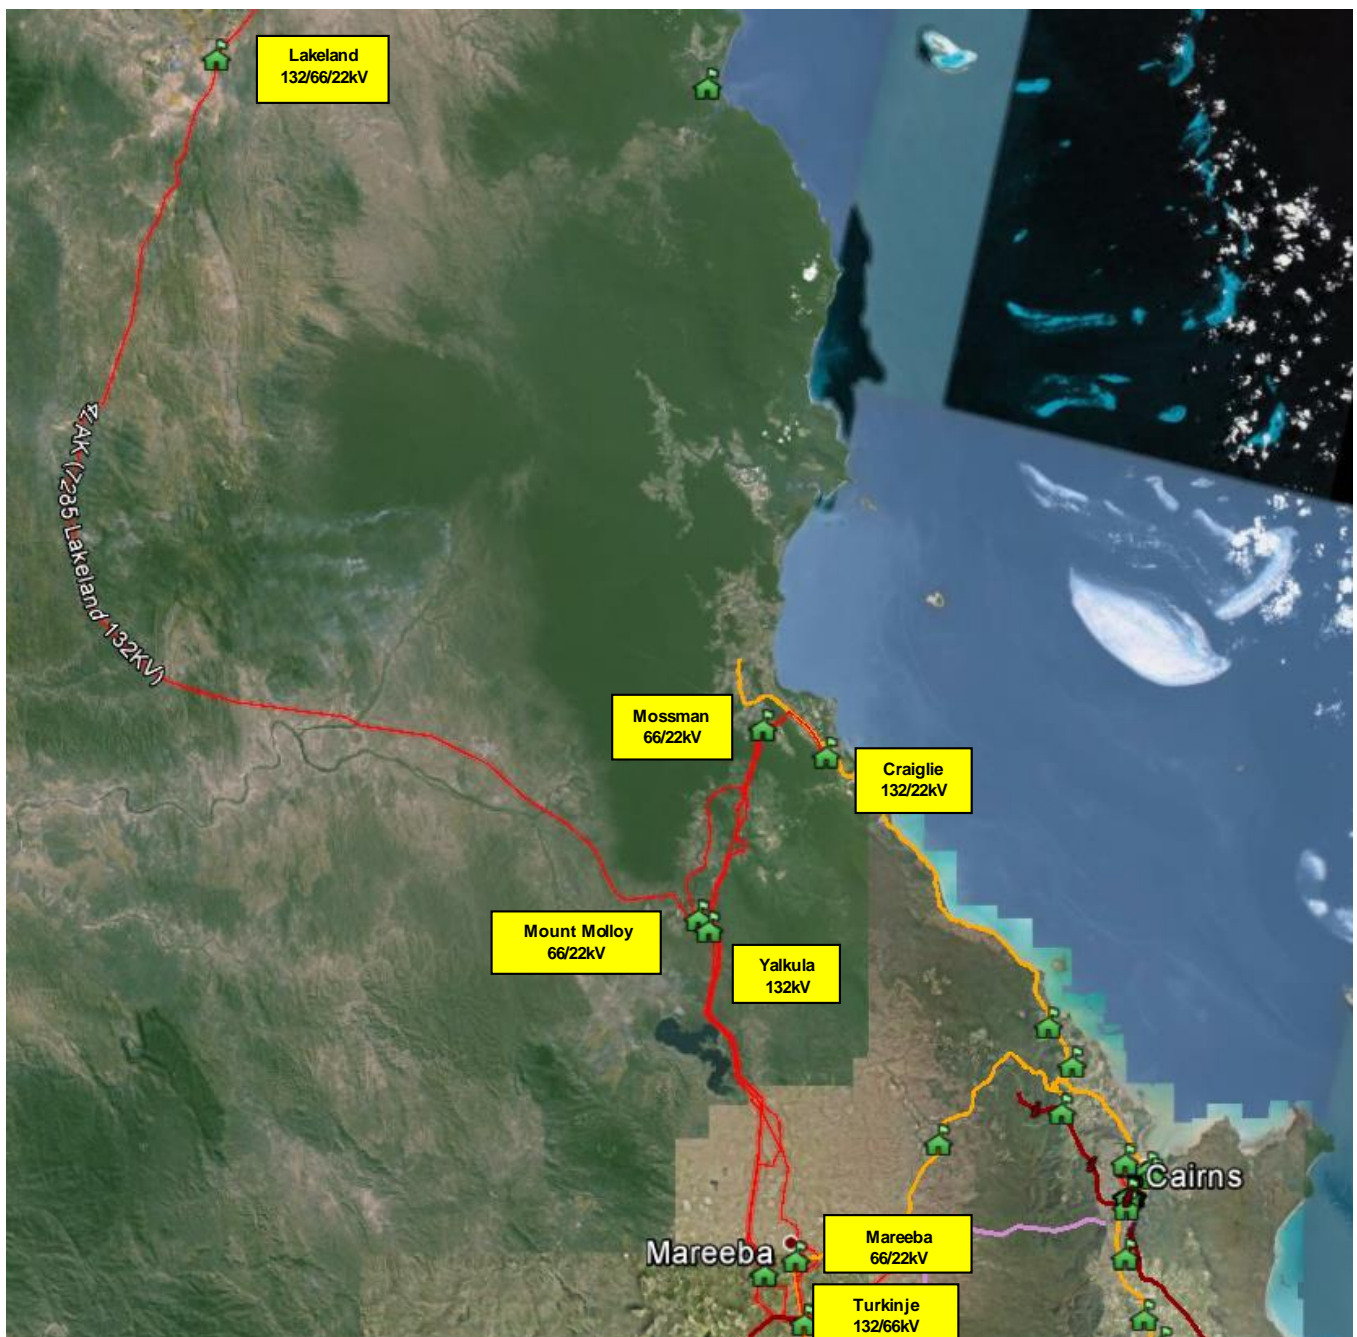 Lakeland
132/66/22kV
LAK (7285 Lakeland 132KV)
Mossman
66/22kV
Craiglie
132/22kV
Mount Molloy
66/22kV
Yalkula
132kV
Cairns
Mareeba
Mareeba
66/22kV
Turkinje
132/66kV